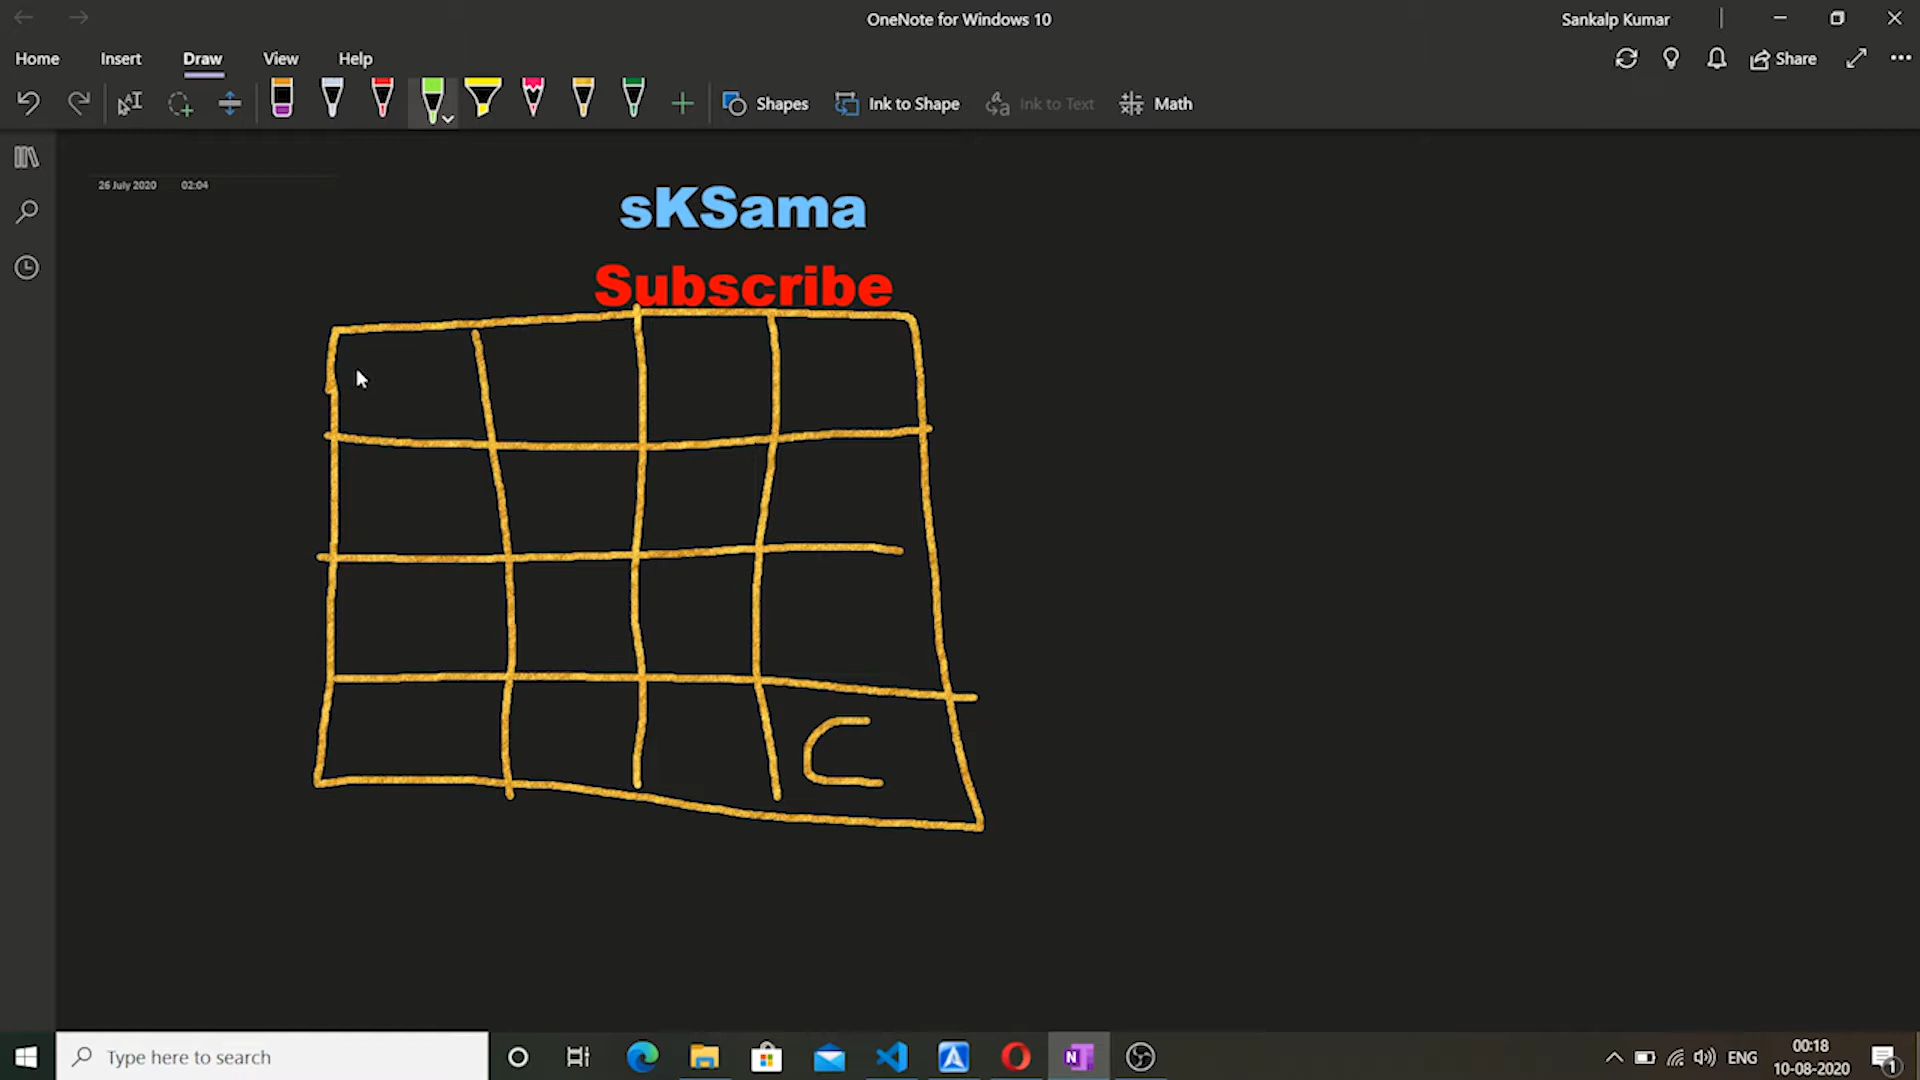 OneNote for Windows 10
Sankalp Kumar
Home Insert Draw View Help
Share
Shapes Ink to Shape Ink to Text Math
26 July 2020 02:04
sKSama
Subscribe
C
Type here to search
ENG
00:18
10-08-2020
1